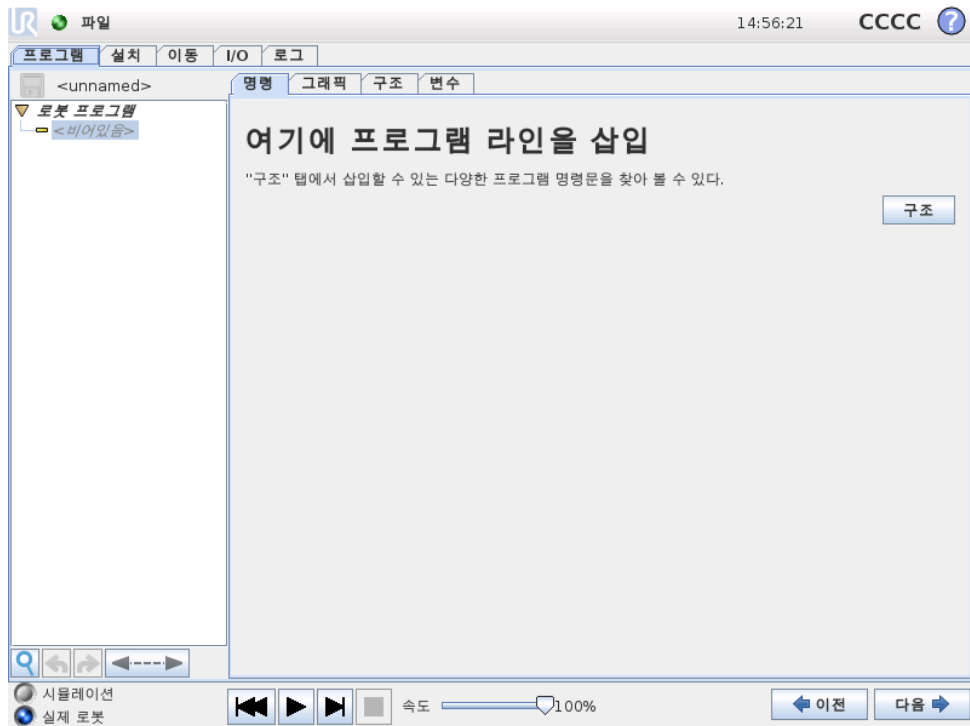 UR 파일 14:56:21 CCCC ?
프로그램 설치 이동 I/O 로그
<unnamed> 명령 그래픽 구조 변수
로봇 프로그램
<비어있음>
여기에 프로그램 라인을 삽입
"구조" 탭에서 삽입할 수 있는 다양한 프로그램 명령문을 찾아 볼 수 있다.
구조
시뮬레이션
실제 로봇
속도 100% 이전 다음